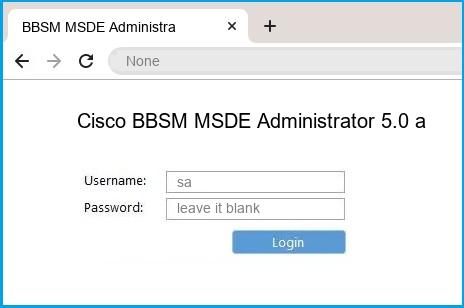 BBSM MSDE Administra
None
Cisco BBSM MSDE Administrator 5.0 a
Username: sa
Password: leave it blank
Login